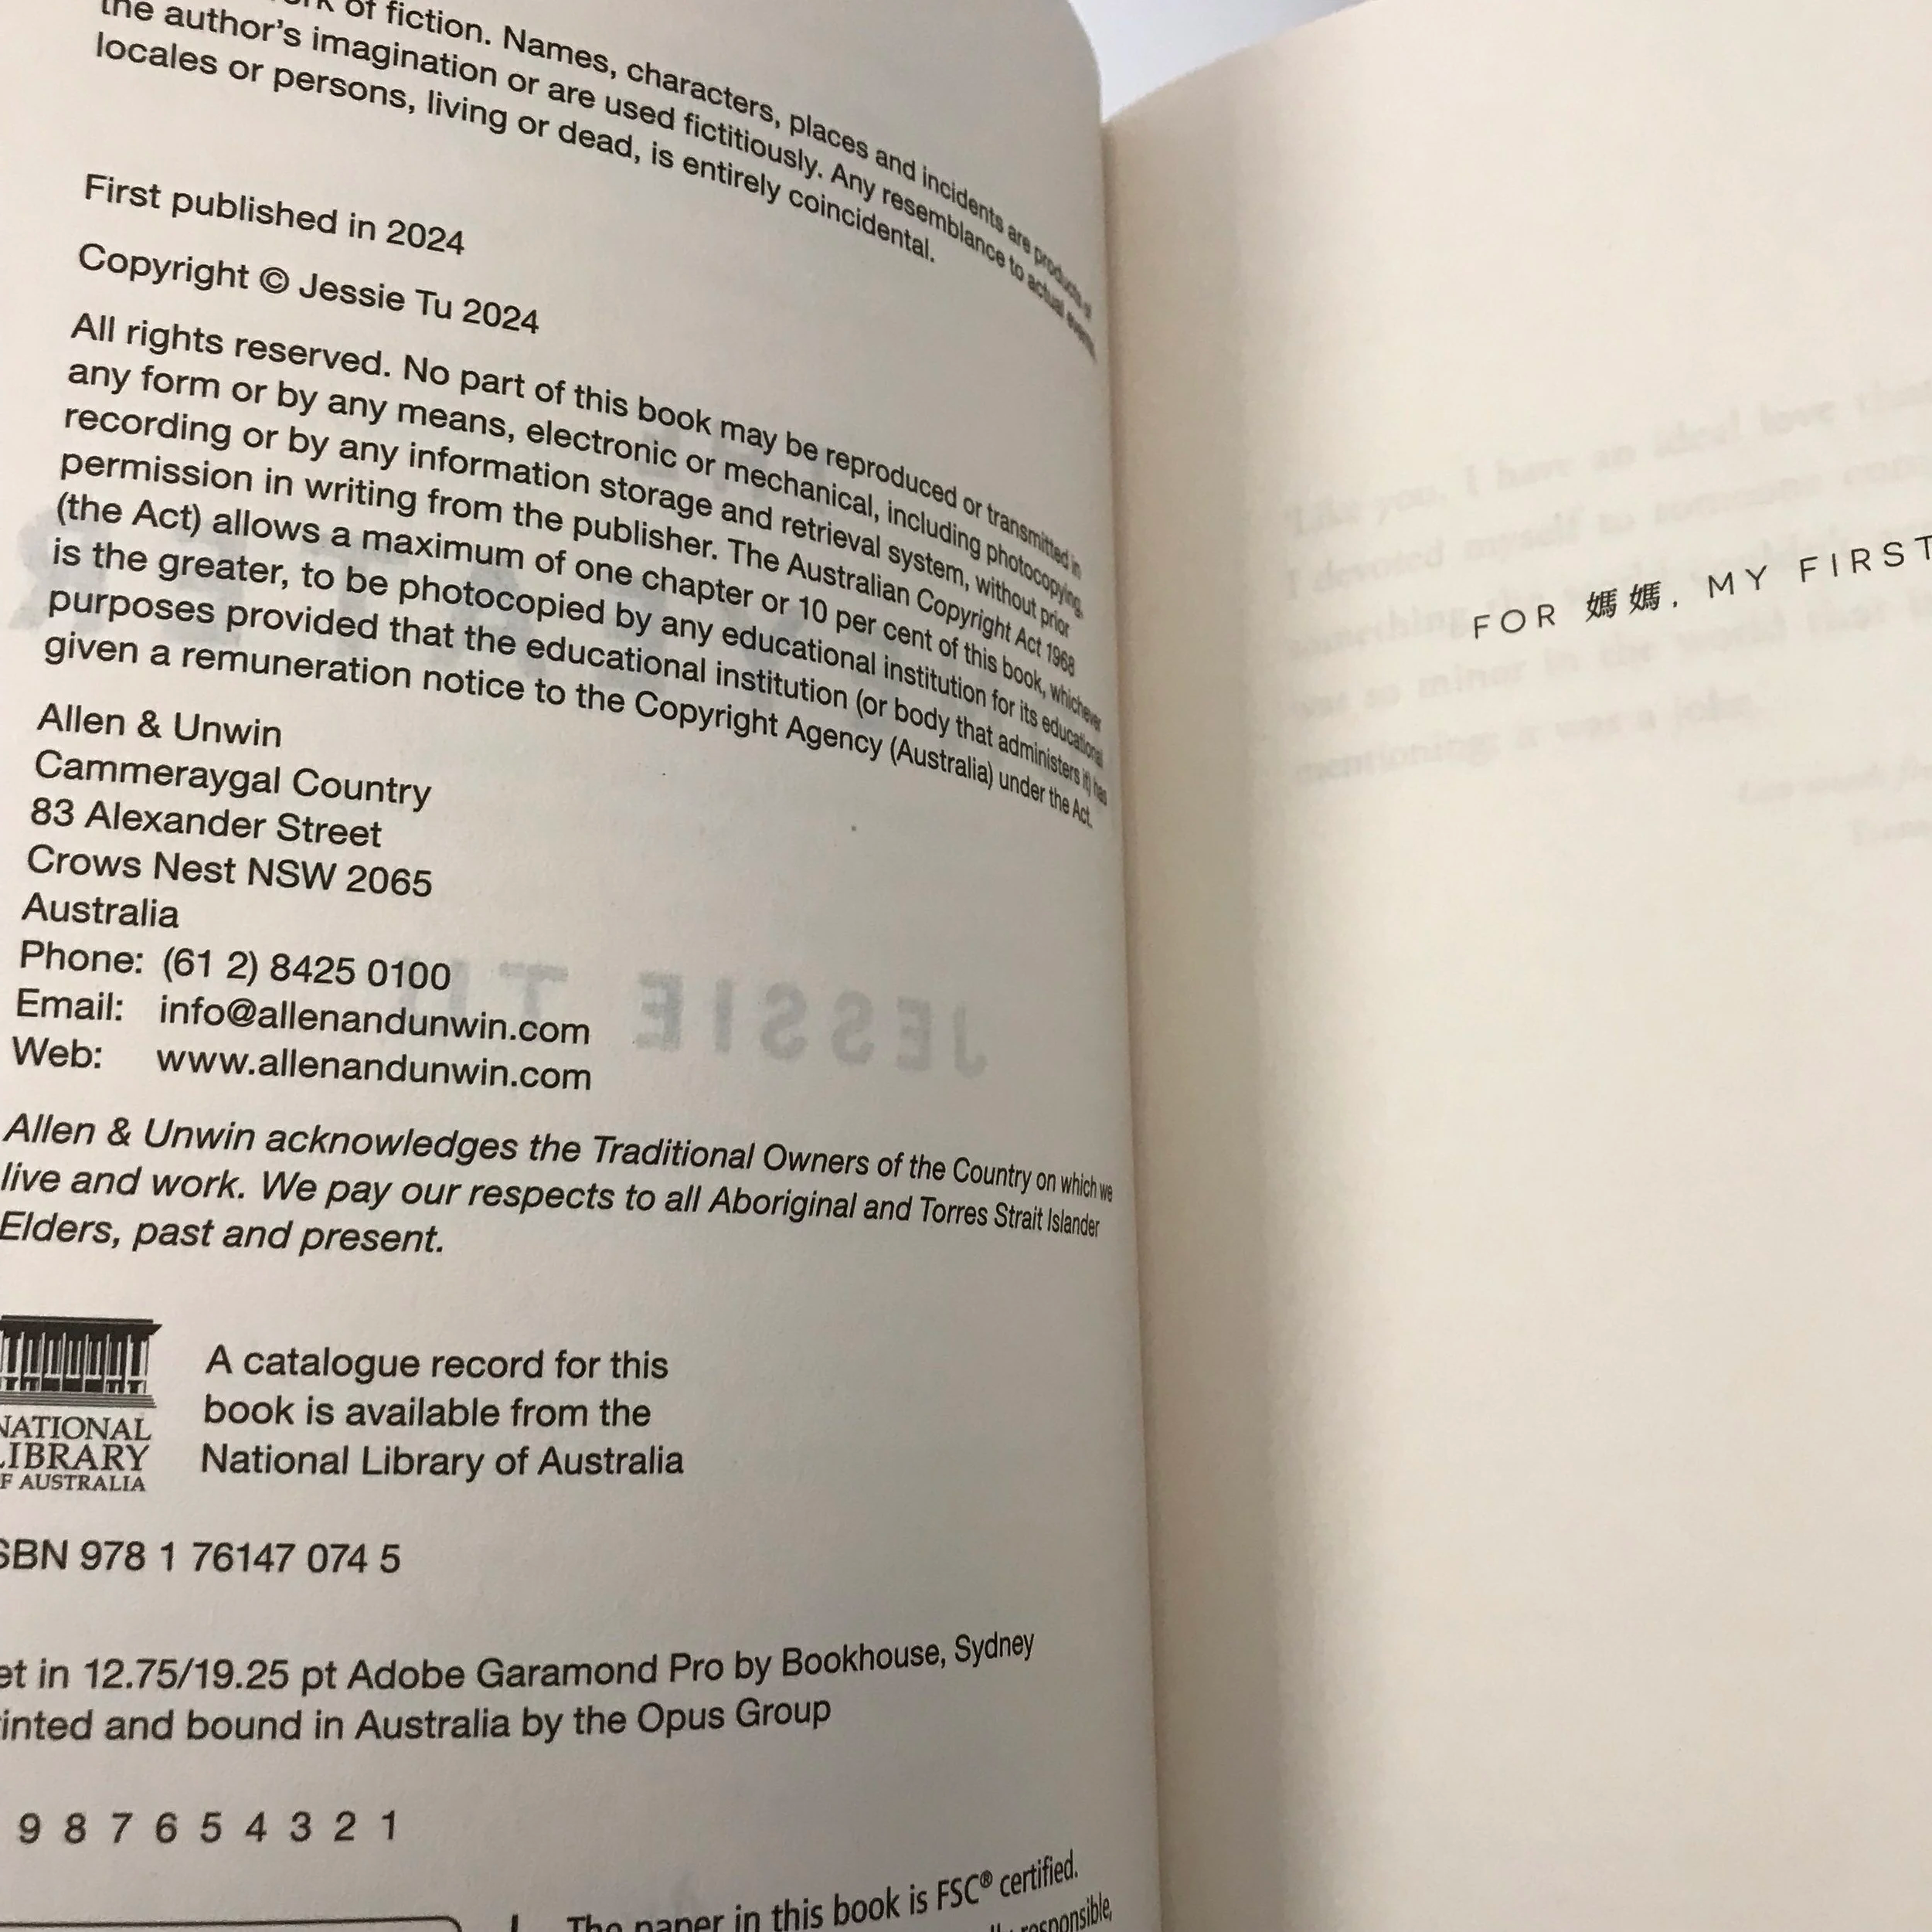 of fiction. Names, characters, places and incidents are products of
the author's imagination or are used fictitiously. Any resemblance to actual events,
locales or persons, living or dead, is entirely coincidental.
First published in 2024
Copyright © Jessie Tu 2024
All rights reserved. No part of this book may be reproduced or transmitted in
any form or by any means, electronic or mechanical, including photocopying,
recording or by any information storage and retrieval system, without prior
permission in writing from the publisher. The Australian Copyright Act 1968
(the Act) allows a maximum of one chapter or 10 per cent of this book, whichever
is the greater, to be photocopied by any educational institution for its educational
purposes provided that the educational institution (or body that administers it) has
given a remuneration notice to the Copyright Agency (Australia) under the Act.
Allen & Unwin
Cammeraygal Country
83 Alexander Street
Crows Nest NSW 2065
Australia
Phone: (61 2) 8425 0100
Email: info@allenandunwin.com
Web: www.allenandunwin.com
JESSIE TU
Allen & Unwin acknowledges the Traditional Owners of the Country on which we
live and work. We pay our respects to all Aboriginal and Torres Strait Islander
Elders, past and present.
NATIONAL
LIBRARY
OF AUSTRALIA
A catalogue record for this
book is available from the
National Library of Australia
ISBN 978 1 76147 074 5
et in 12.75/19.25 pt Adobe Garamond Pro by Bookhouse, Sydney
inted and bound in Australia by the Opus Group
9 8 7 6 5 4 3 2 1
The paper in this book is FSC® certified.
responsible,
FOR 媽媽, MY FIRST